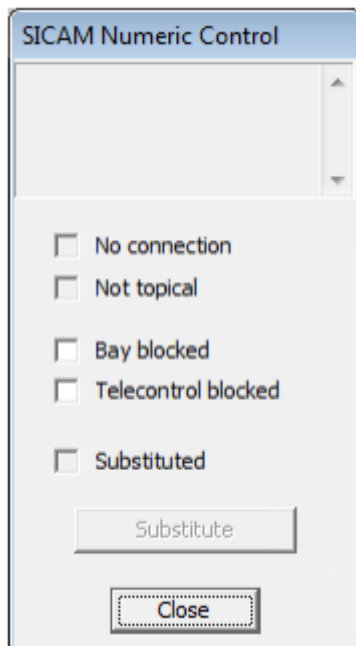 SICAM Numeric Control
No connection
Not topical
Bay blocked
Telecontrol blocked
Substituted
Substitute
Close